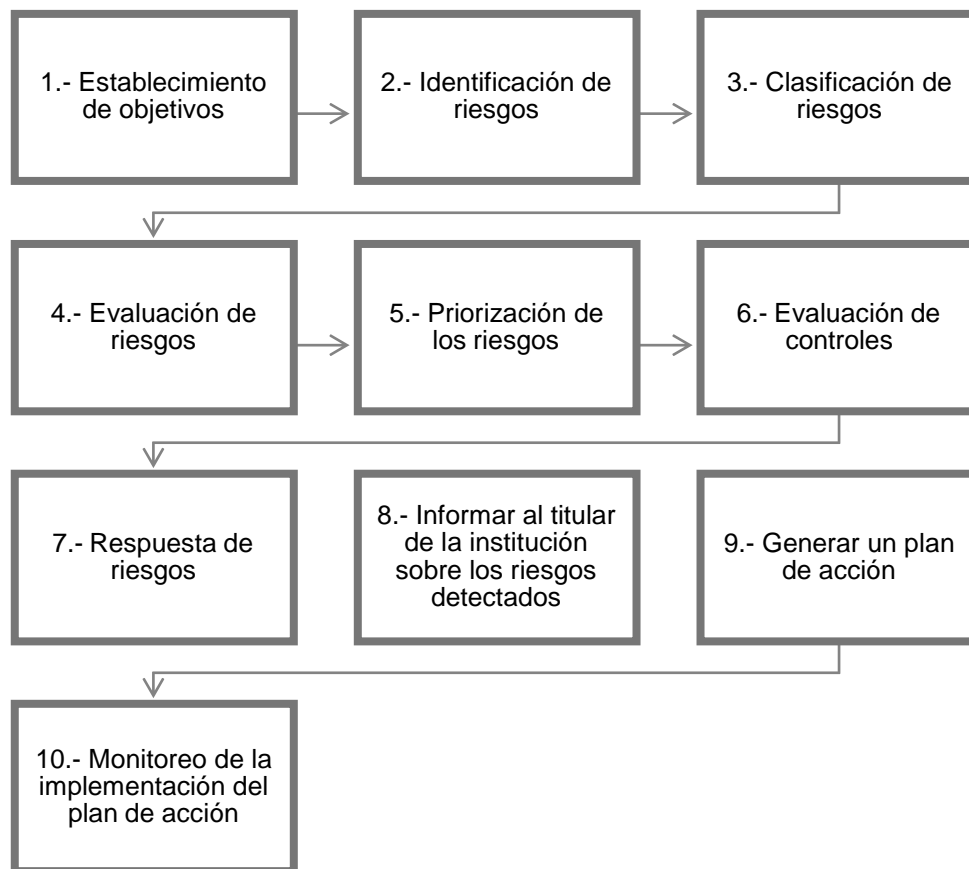 1.- Establecimiento
de objetivos
2.- Identificación de
riesgos
3.- Clasificación de
riesgos
4.- Evaluación de
riesgos
5.- Priorización de
los riesgos
6.- Evaluación de
controles
7.- Respuesta de
riesgos
8.- Informar al titular
de la institución
sobre los riesgos
detectados
9.- Generar un plan
de acción
10.- Monitoreo de la
implementación del
plan de acción